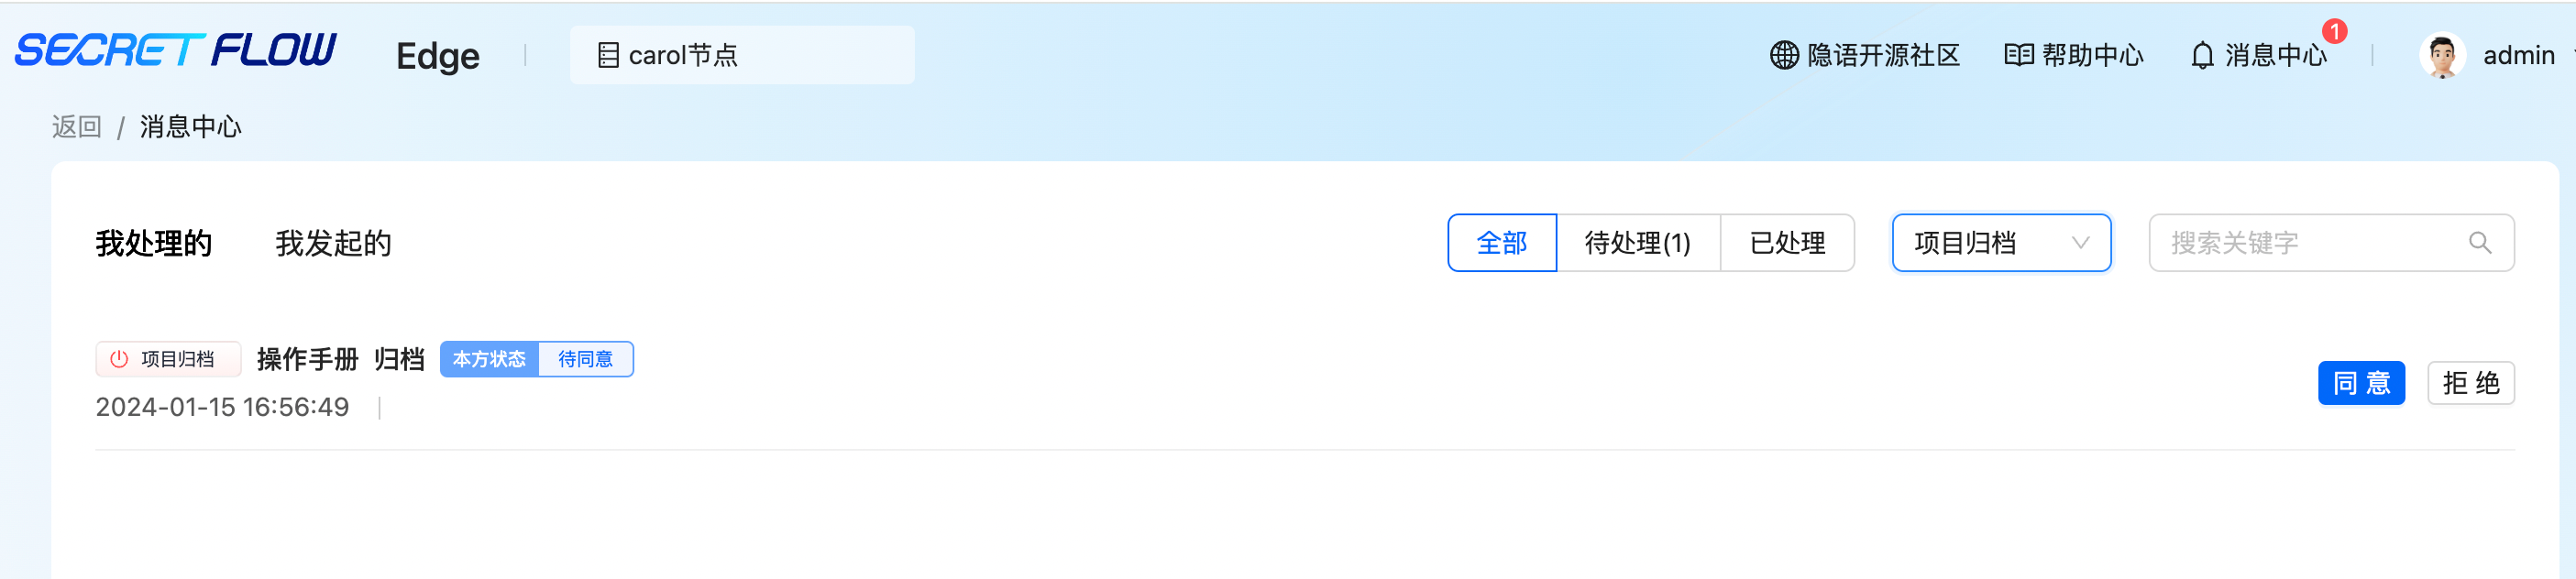 SECRET FLOW Edge carol节点 隐语开源社区 帮助中心 消息中心 1 admin
返回 / 消息中心
我处理的 我发起的 全部 待处理(1) 已处理 项目归档 搜索关键字
项目归档 操作手册 归档 本方状态 待同意
2024-01-15 16:56:49
同 意 拒 绝